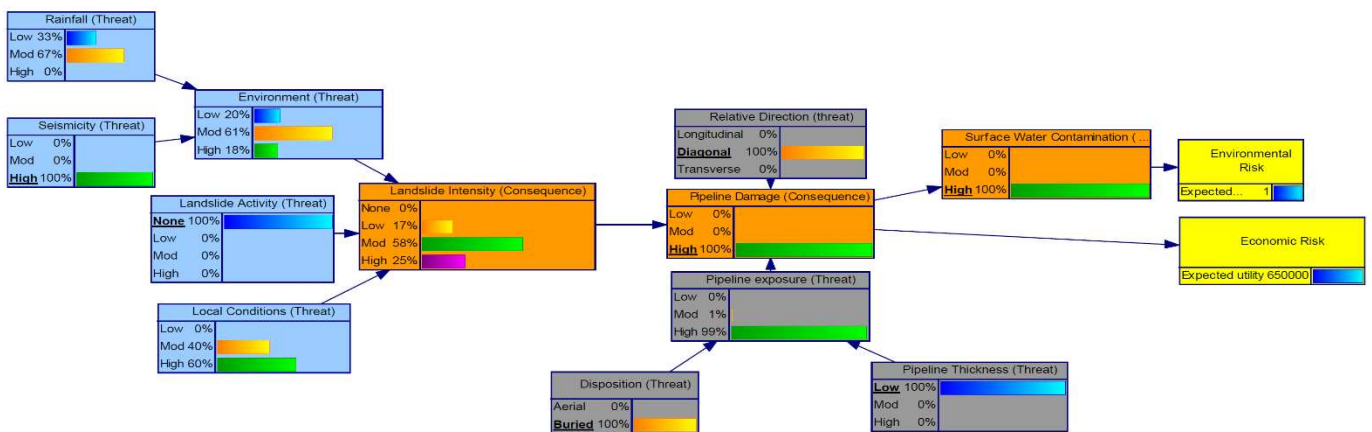 Rainfall (Threat)
Low 33%
Mod 67%
High 0%
Environment (Threat)
Low 20%
Mod 61%
High 18%
Seismicity (Threat)
Low 0%
Mod 0%
High 100%
Landslide Activity (Threat)
None 100%
Low 0%
Mod 0%
High 0%
Local Conditions (Threat)
Low 0%
Mod 40%
High 60%
Landslide Intensity (Consequence)
None 0%
Low 17%
Mod 58%
High 25%
Relative Direction (threat)
Longitudinal 0%
Diagonal 100%
Transverse 0%
Pipeline Damage (Consequence)
Low 0%
Mod 0%
High 100%
Pipeline exposure (Threat)
Low 0%
Mod 1%
High 99%
Disposition (Threat)
Aerial 0%
Buried 100%
Pipeline Thickness (Threat)
Low 100%
Mod 0%
High 0%
Surface Water Contamination ( ...
Low 0%
Mod 0%
High 100%
Environmental
Risk
Expected... 1
Economic Risk
Expected utility 650000